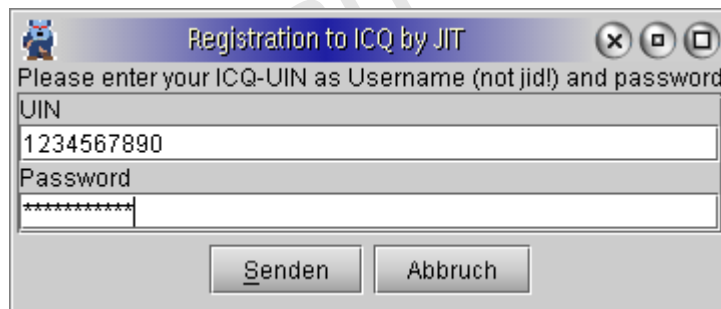 Registration to ICQ by JIT
Please enter your ICQ-UIN as Username (not jid!) and password
UIN
1234567890
Password
***********
Senden Abbruch